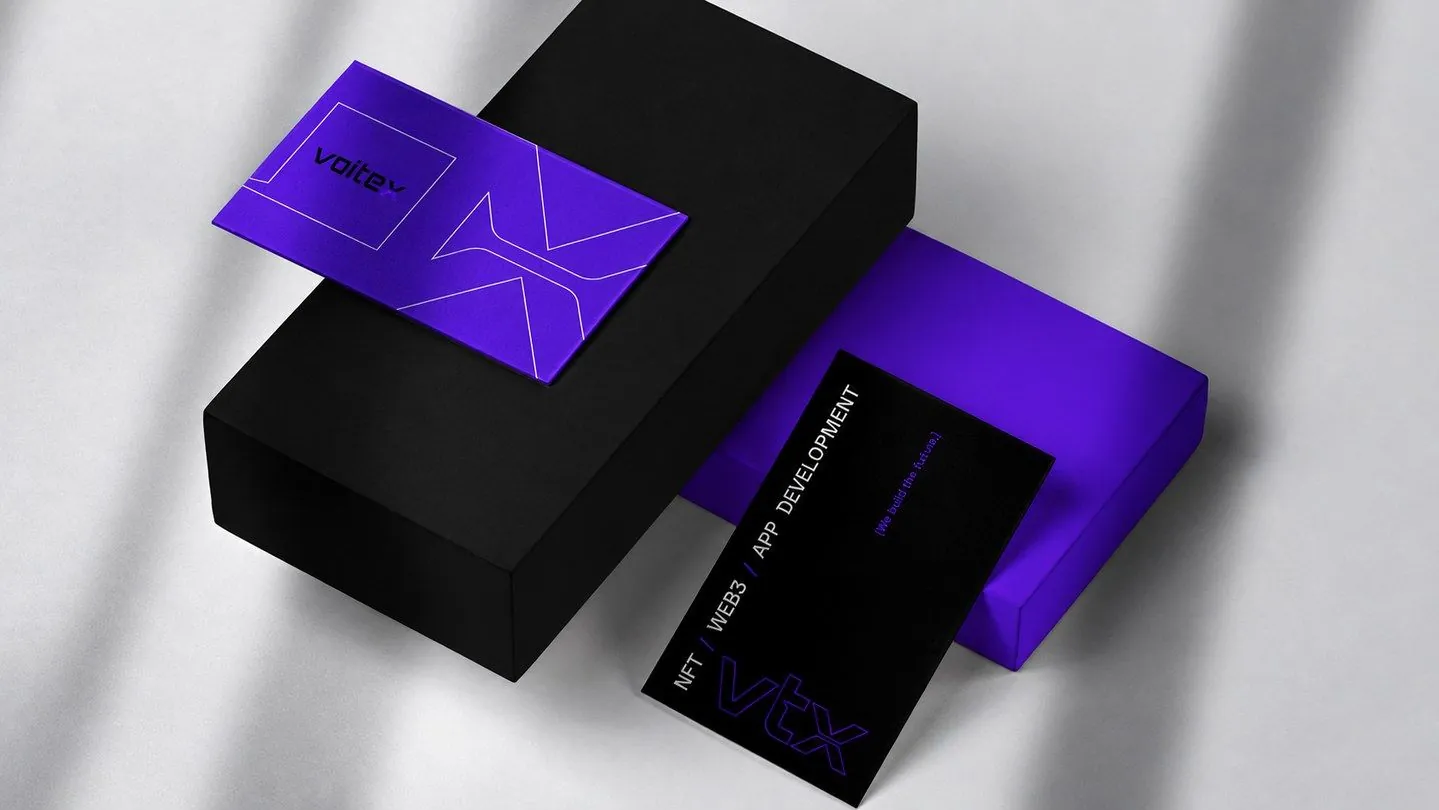 voitex
NFT / WEB3 / APP DEVELOPMENT
(We build the future.)
vtx